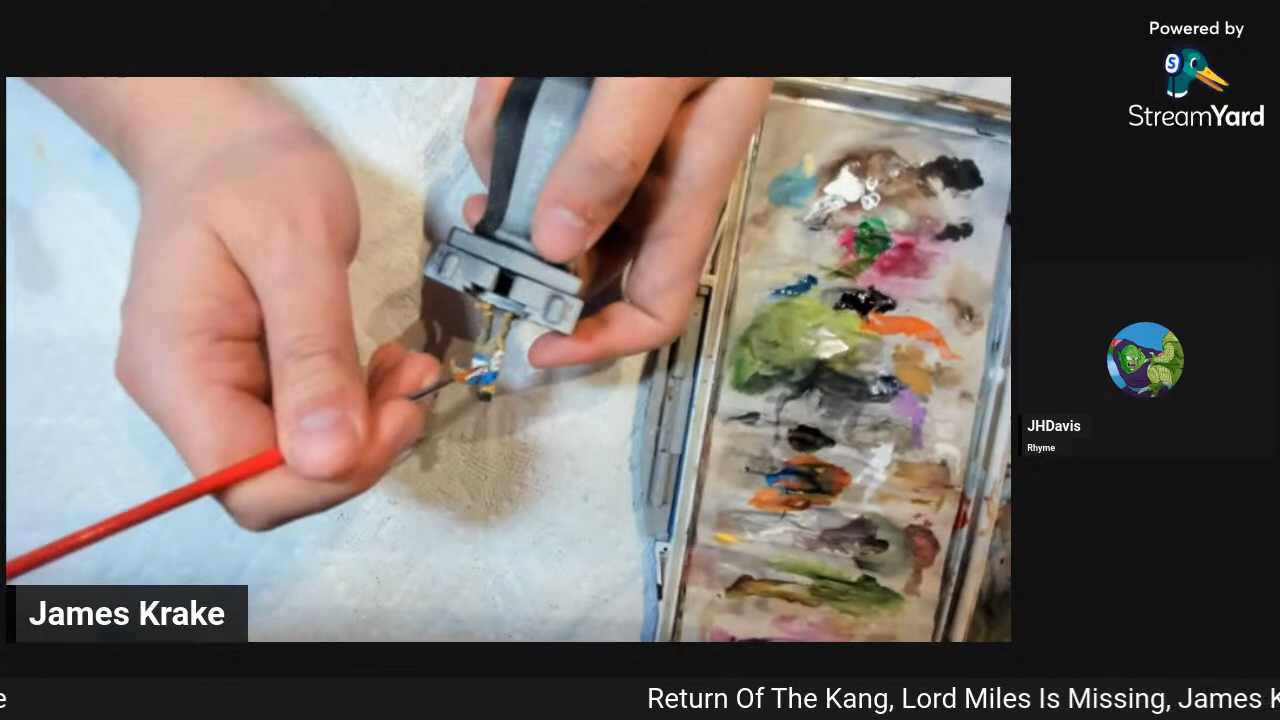 Powered by
S
StreamYard
JHDavis
Rhyme
James Krake
e
Return Of The Kang, Lord Miles Is Missing, James K